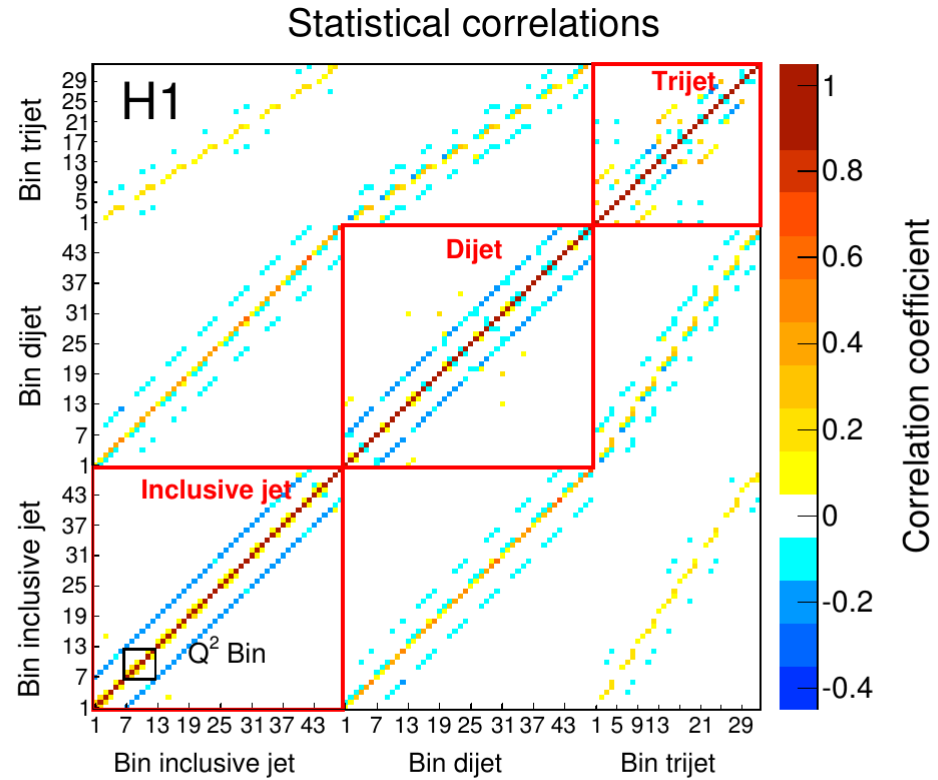 Statistical correlations
H1
Trijet
Dijet
Inclusive jet
Q² Bin
Bin trijet
29
25
21
17
13
9
5
1
Bin dijet
43
37
31
25
19
13
7
1
Bin inclusive jet
43
37
31
25
19
13
7
1
1 7 13 19 25 31 37 43 1 7 13 19 25 31 37 43 1 5 9 13 21 29
Bin inclusive jet Bin dijet Bin trijet
1
0.8
0.6
0.4
0.2
0
-0.2
-0.4
Correlation coefficient